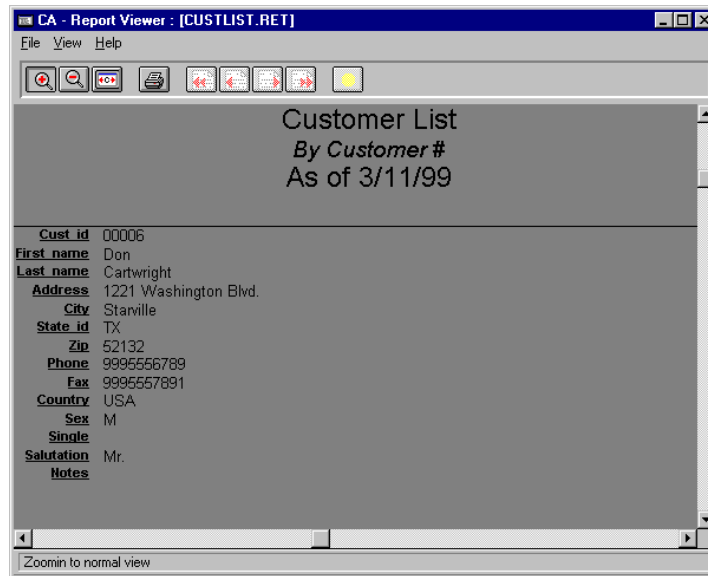 CA - Report Viewer : [CUSTLIST.RET]
File View Help
Customer List
By Customer #
As of 3/11/99
Cust id 00006
First name Don
Last name Cartwright
Address 1221 Washington Blvd.
City Starville
State id TX
Zip 52132
Phone 9995556789
Fax 9995557891
Country USA
Sex M
Single
Salutation Mr.
Notes
Zoomin to normal view